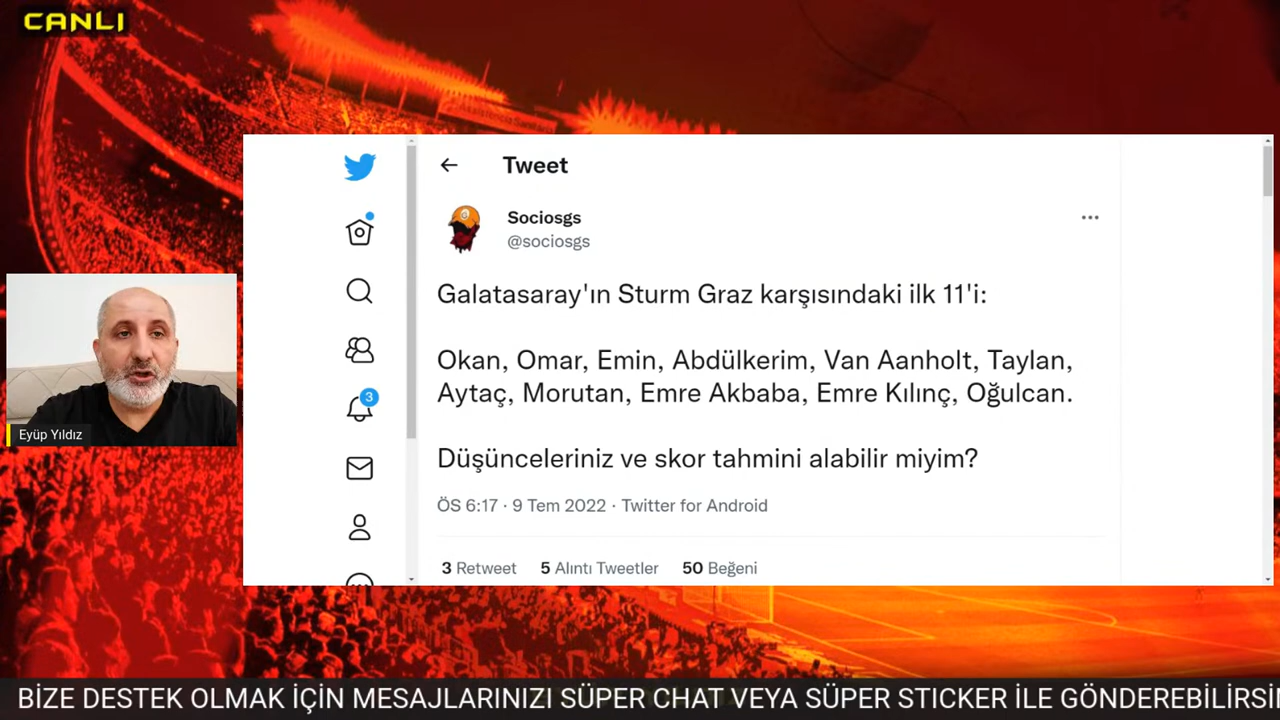 CANLI
Tweet
Sociosgs
@sociosgs
Galatasaray'ın Sturm Graz karşısındaki ilk 11'i:
Okan, Omar, Emin, Abdülkerim, Van Aanholt, Taylan,
Aytaç, Morutan, Emre Akbaba, Emre Kılınç, Oğulcan.
Düşünceleriniz ve skor tahmini alabilir miyim?
ÖS 6:17 · 9 Tem 2022 · Twitter for Android
3 Retweet 5 Alıntı Tweetler 50 Beğeni
3
Eyüp Yıldız
BİZE DESTEK OLMAK İÇİN MESAJLARINIZI SÜPER CHAT VEYA SÜPER STICKER İLE GÖNDEREBİLİRSİ